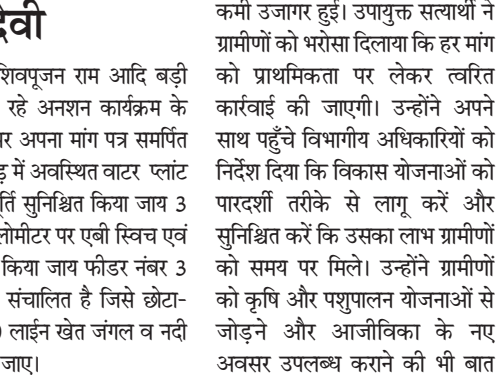 देवी
शिवपूजन राम आदि बड़ी
रहे अनशन कार्यक्रम के
पर अपना मांग पत्र समर्पित
में अवस्थित वाटर प्लांट
सुनिश्चित किया जाय 3
लोमीटर पर एबी स्विच एवं
किया जाय फीडर नंबर 3
संचालित है जिसे छोटा-
लाईन खेत जंगल व नदी
जाए।
कमी उजागर हुई। उपायुक्त सत्यार्थी ने
ग्रामीणों को भरोसा दिलाया कि हर मांग
को प्राथमिकता पर लेकर त्वरित
कार्रवाई की जाएगी। उन्होंने अपने
साथ पहुँचे विभागीय अधिकारियों को
निर्देश दिया कि विकास योजनाओं को
पारदर्शी तरीके से लागू करें और
सुनिश्चित करें कि उसका लाभ ग्रामीणों
को समय पर मिले। उन्होंने ग्रामीणों
को कृषि और पशुपालन योजनाओं से
जोड़ने और आजीविका के नए
अवसर उपलब्ध कराने की भी बात